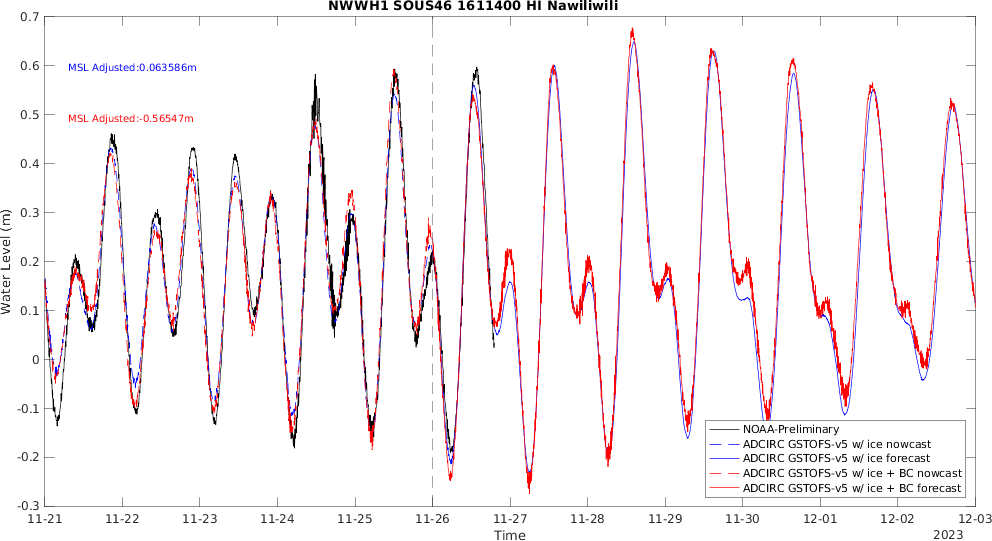 NWWH1 SOUS46 1611400 HI Nawiliwili
0.7
0.6
0.5
0.4
0.3
0.2
0.1
0
-0.1
-0.2
-0.3
Water Level (m)
MSL Adjusted:0.063586m
MSL Adjusted:-0.56547m
NOAA-Preliminary
ADCIRC GSTOFS-v5 w/ ice nowcast
ADCIRC GSTOFS-v5 w/ ice forecast
ADCIRC GSTOFS-v5 w/ice + BC nowcast
ADCIRC GSTOFS-v5 w/ice + BC forecast
11-21 11-22 11-23 11-24 11-25 11-26 11-27 11-28 11-29 11-30 12-01 12-02 12-03
Time
2023